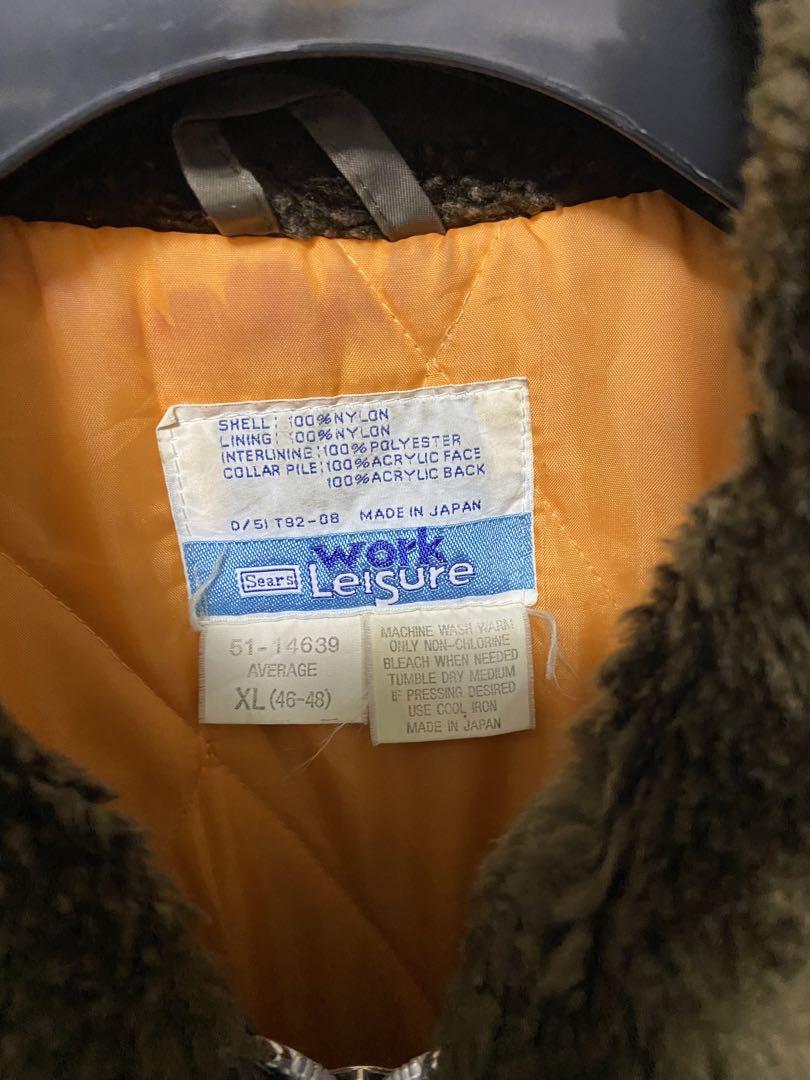 SHELL: 100%NYLON
LINING: 100%NYLON
INTERLINING:100%POLYESTER
COLLAR PILE:100%ACRYLIC FACE
100%ACRYLIC BACK
D/51 T92-08 MADE IN JAPAN
work
Sears Leisure
51-14639
AVERAGE
XL (46-48)
MACHINE WASH WARM
ONLY NON-CHLORINE
BLEACH WHEN NEEDED
TUMBLE DRY MEDIUM
IF PRESSING DESIRED
USE COOL IRON
MADE IN JAPAN